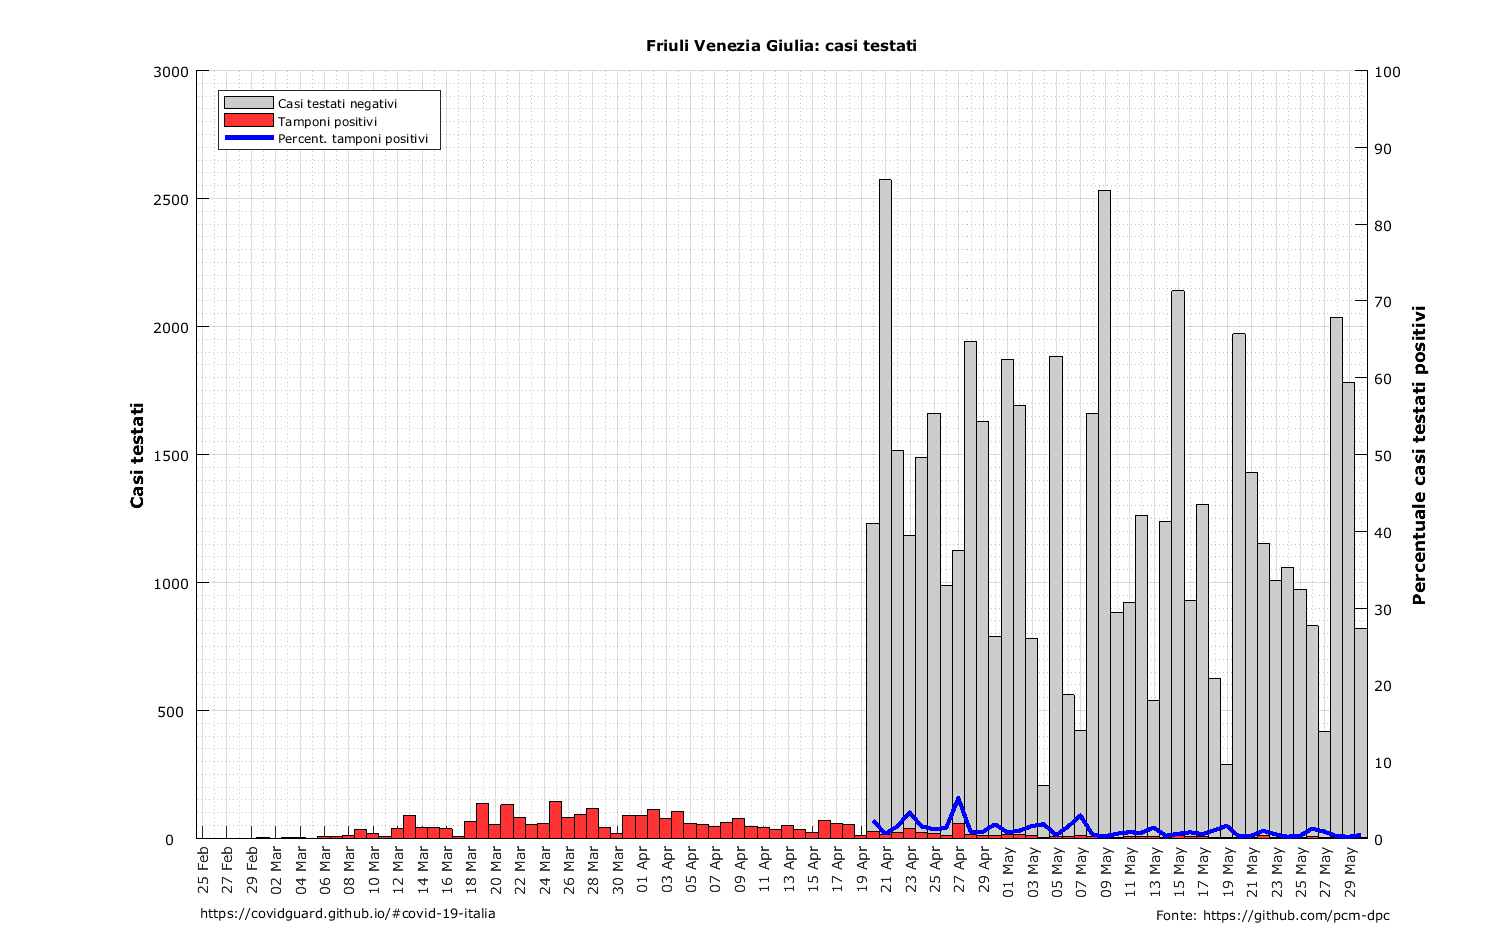 Friuli Venezia Giulia: casi testati
Casi testati negativi
Tamponi positivi
Percent. tamponi positivi
Casi testati
3000
2500
2000
1500
1000
500
0
100
90
80
70
60
50
40
30
20
10
0
Percentuale casi testati positivi
25 Feb
27 Feb
29 Feb
02 Mar
04 Mar
06 Mar
08 Mar
10 Mar
12 Mar
14 Mar
16 Mar
18 Mar
20 Mar
22 Mar
24 Mar
26 Mar
28 Mar
30 Mar
01 Apr
03 Apr
05 Apr
07 Apr
09 Apr
11 Apr
13 Apr
15 Apr
17 Apr
19 Apr
21 Apr
23 Apr
25 Apr
27 Apr
29 Apr
01 May
03 May
05 May
07 May
09 May
11 May
13 May
15 May
17 May
19 May
21 May
23 May
25 May
27 May
29 May
https://covidguard.github.io/#covid-19-italia
Fonte: https://github.com/pcm-dpc